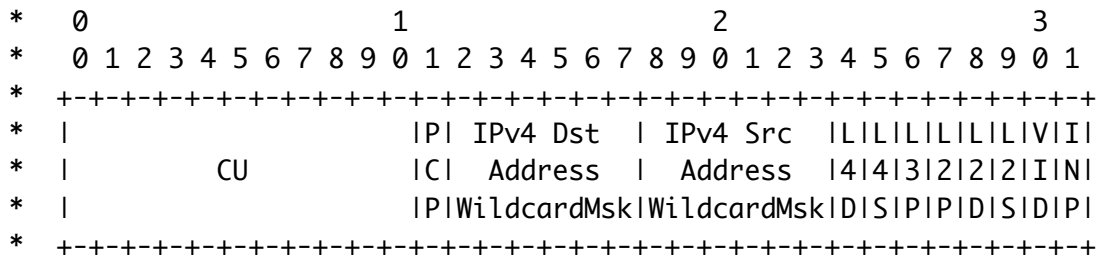 *    0                   1                   2                   3
*    0 1 2 3 4 5 6 7 8 9 0 1 2 3 4 5 6 7 8 9 0 1 2 3 4 5 6 7 8 9 0 1
*   +-+-+-+-+-+-+-+-+-+-+-+-+-+-+-+-+-+-+-+-+-+-+-+-+-+-+-+-+-+-+-+-+
*   |                     |P| IPv4 Dst  | IPv4 Src  |L|L|L|L|L|L|V|I|
*   |         CU          |C|  Address  |  Address  |4|4|3|2|2|2|I|N|
*   |                     |P|WildcardMsk|WildcardMsk|D|S|P|P|D|S|D|P|
*   +-+-+-+-+-+-+-+-+-+-+-+-+-+-+-+-+-+-+-+-+-+-+-+-+-+-+-+-+-+-+-+-+